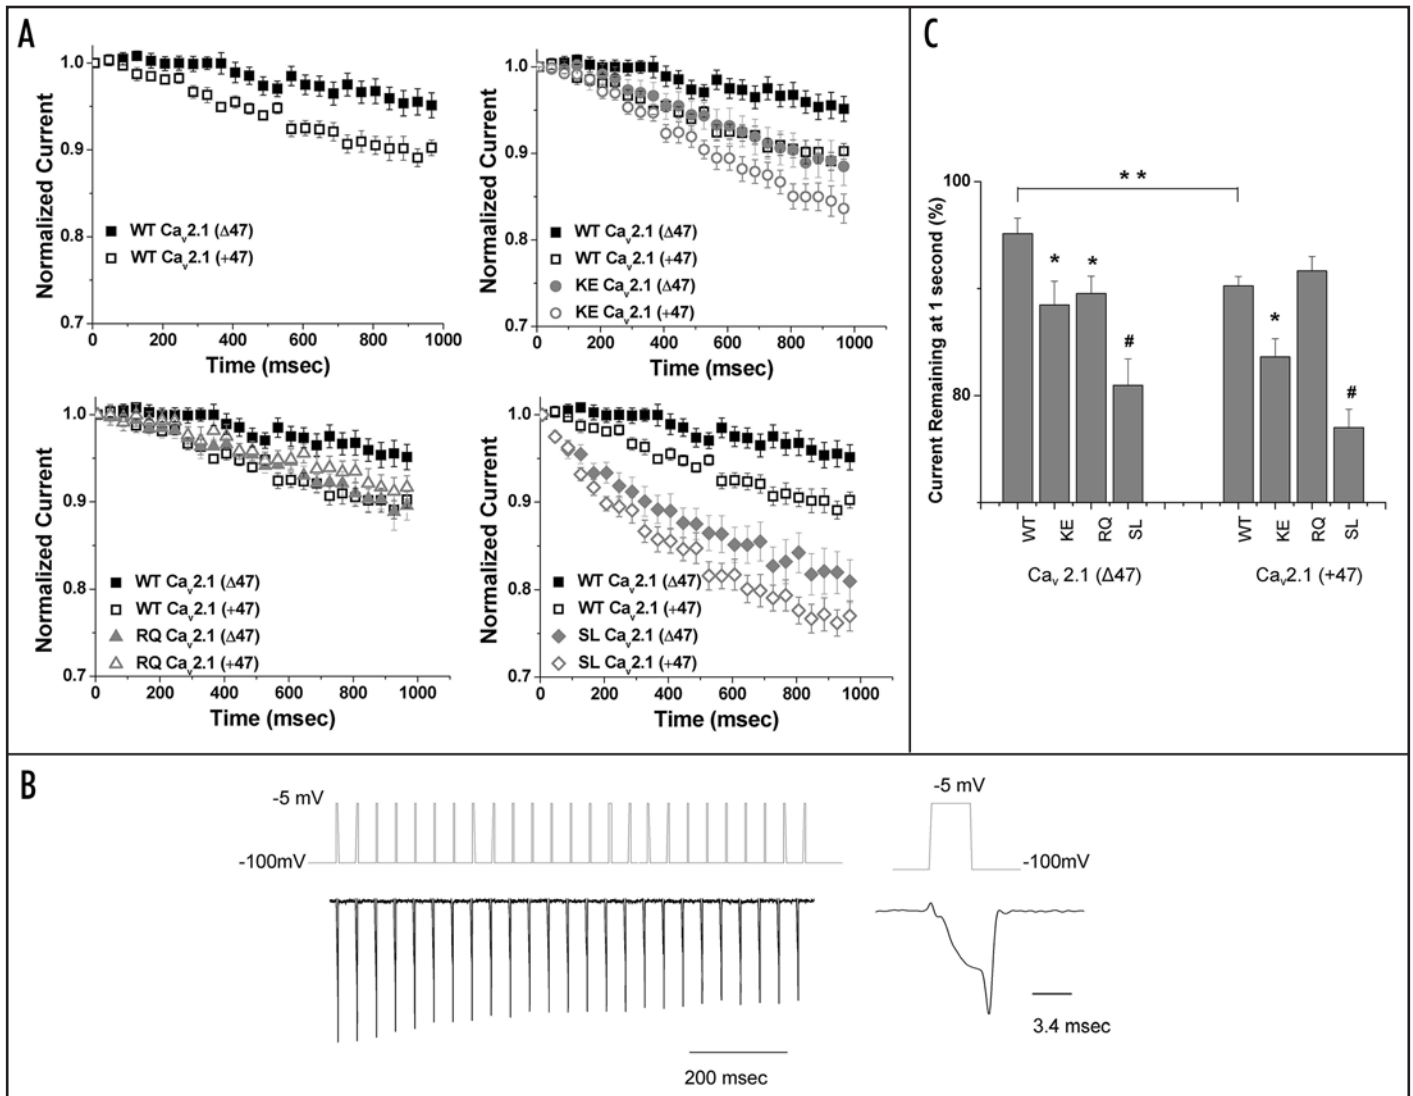 A
1.0
0.9
0.8
0.7
Normalized Current
WT Cav2.1 (Δ47)
WT Cav2.1 (+47)
0 200 400 600 800 1000
Time (msec)
1.0
0.9
0.8
0.7
Normalized Current
WT Cav2.1 (Δ47)
WT Cav2.1 (+47)
KE Cav2.1 (Δ47)
KE Cav2.1 (+47)
0 200 400 600 800 1000
Time (msec)
1.0
0.9
0.8
0.7
Normalized Current
WT Cav2.1 (Δ47)
WT Cav2.1 (+47)
RQ Cav2.1 (Δ47)
RQ Cav2.1 (+47)
0 200 400 600 800 1000
Time (msec)
1.0
0.9
0.8
0.7
Normalized Current
WT Cav2.1 (Δ47)
WT Cav2.1 (+47)
SL Cav2.1 (Δ47)
SL Cav2.1 (+47)
0 200 400 600 800 1000
Time (msec)
C
Current Remaining at 1 second (%)
100
80
* *
* * #
* #
WT KE RQ SL WT KE RQ SL
Cav 2.1 (Δ47) Cav2.1 (+47)
B
-5 mV
-100mV
200 msec
-5 mV
-100mV
3.4 msec